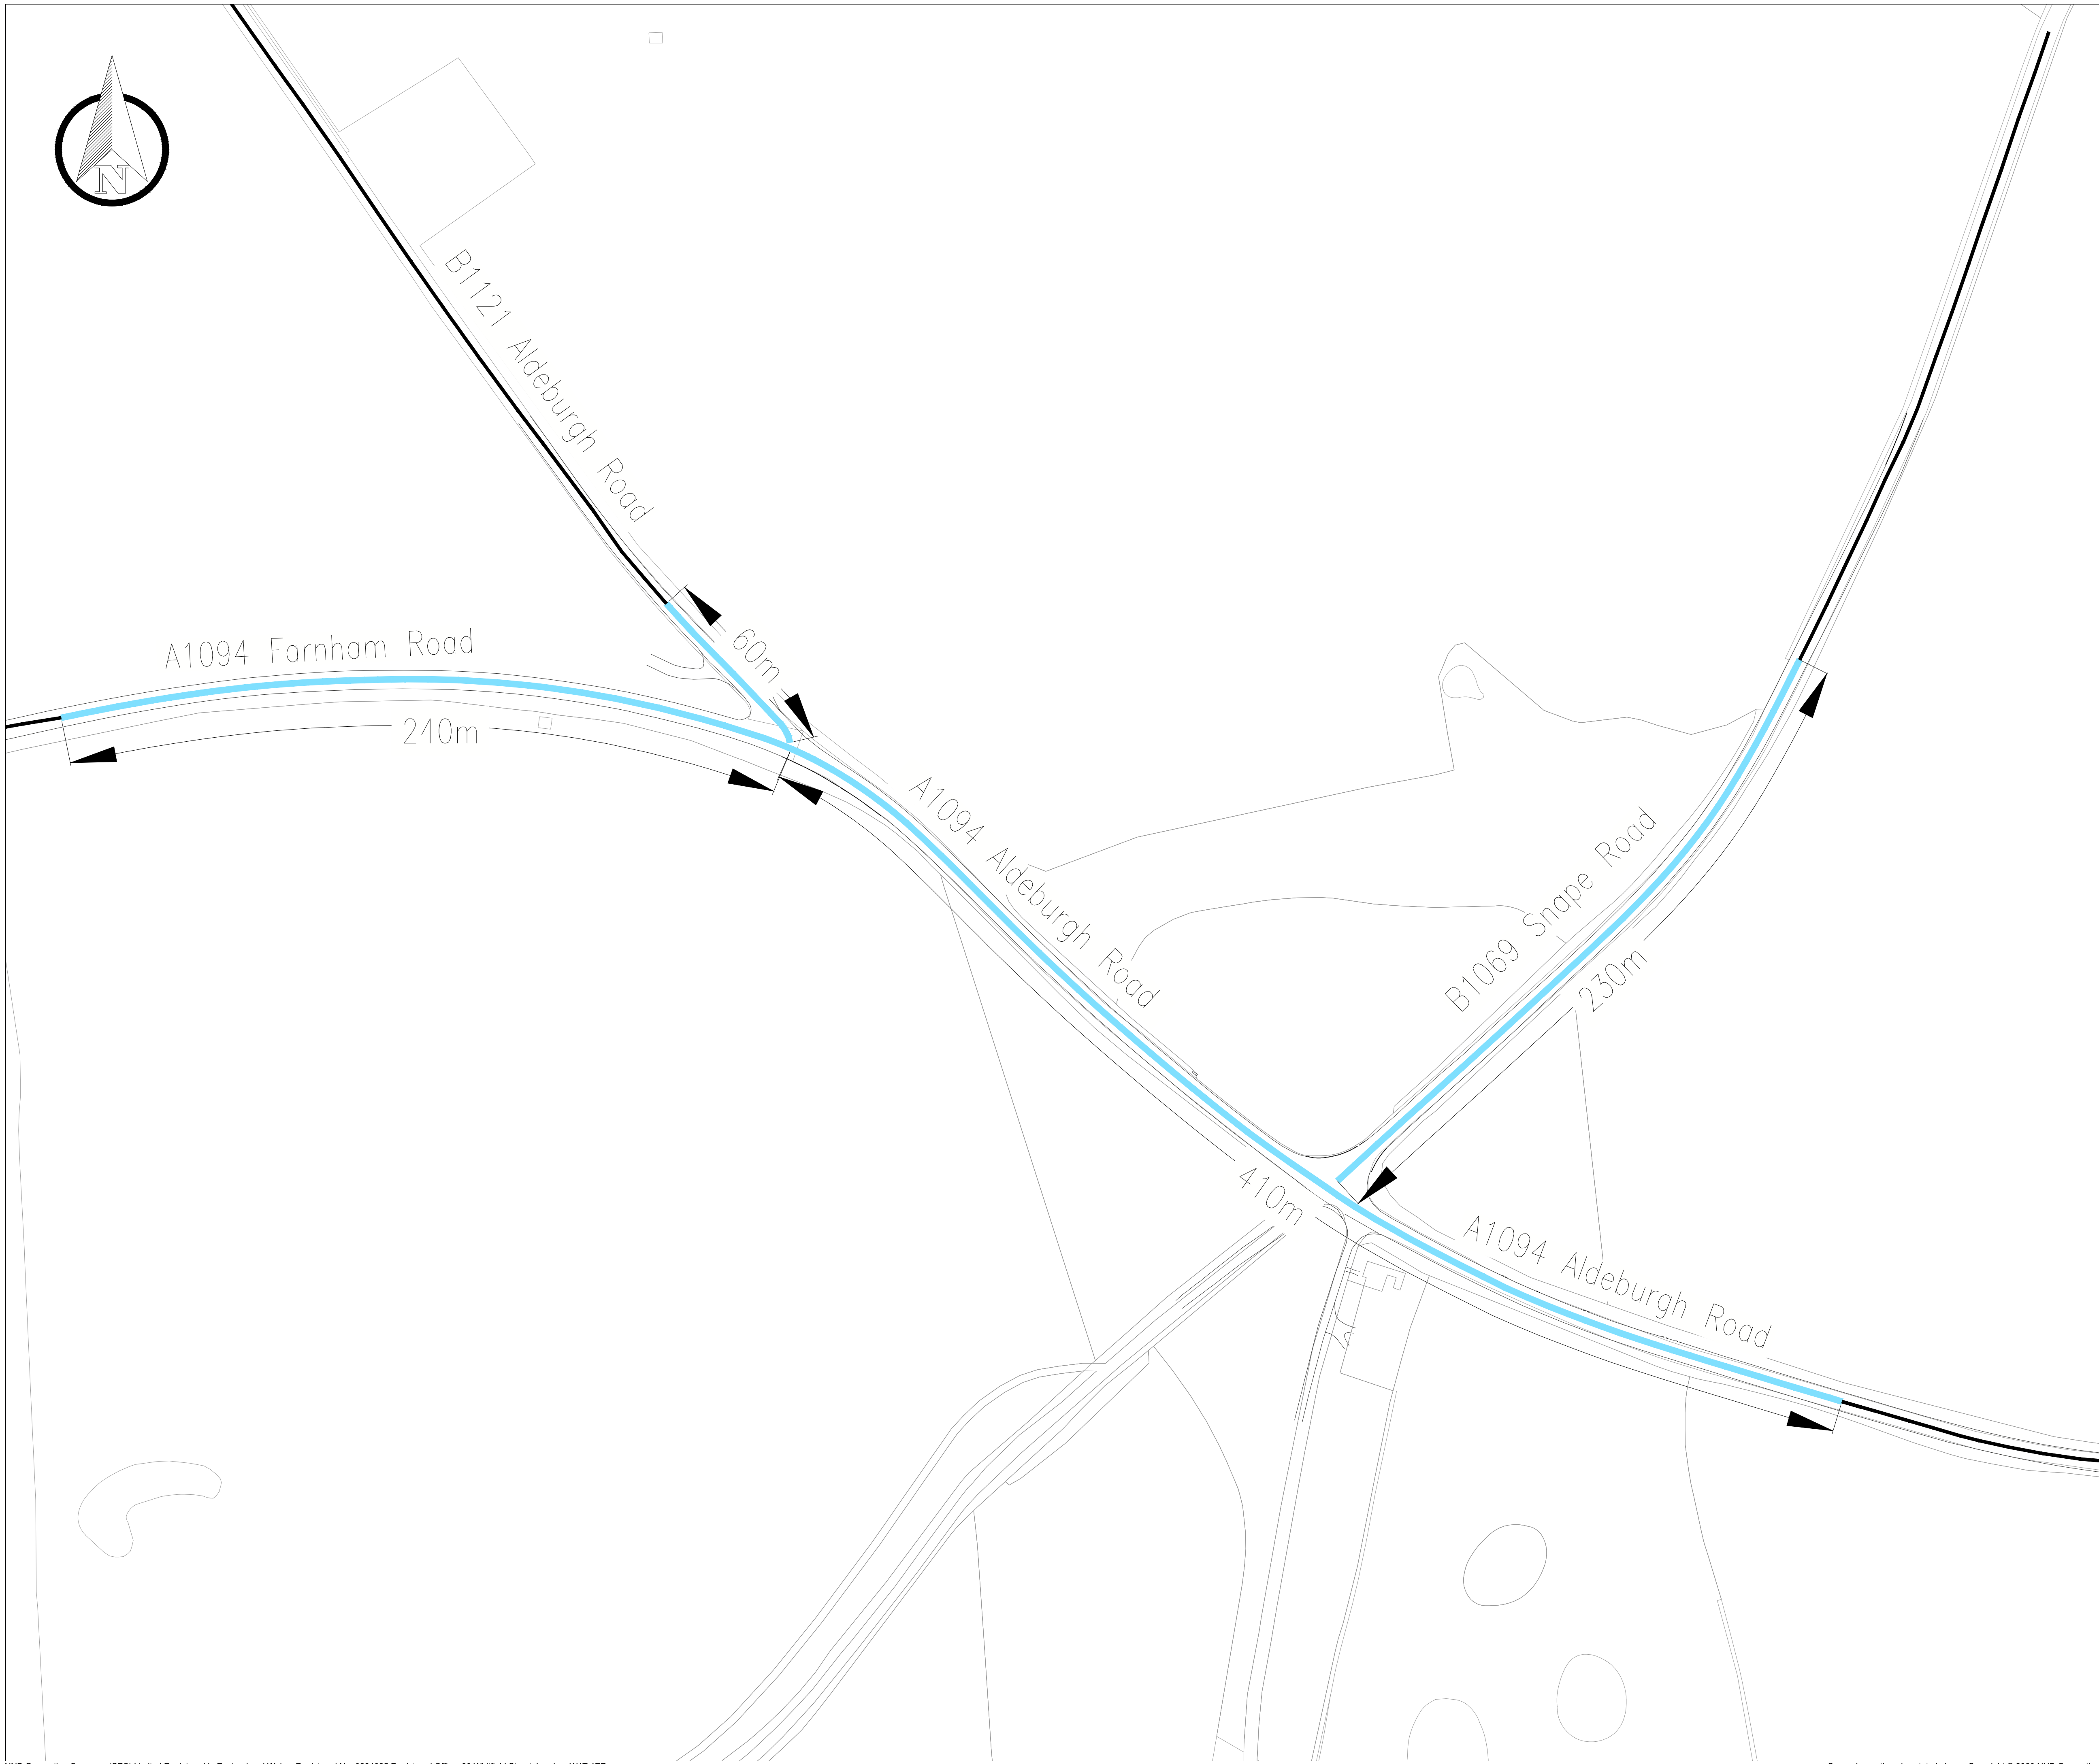 N
B1121 Aldeburgh Road
A1094 Farnham Road
60m
240m
A1094 Aldeburgh Road
B1069 Snape Road
230m
410m
A1094 Aldeburgh Road